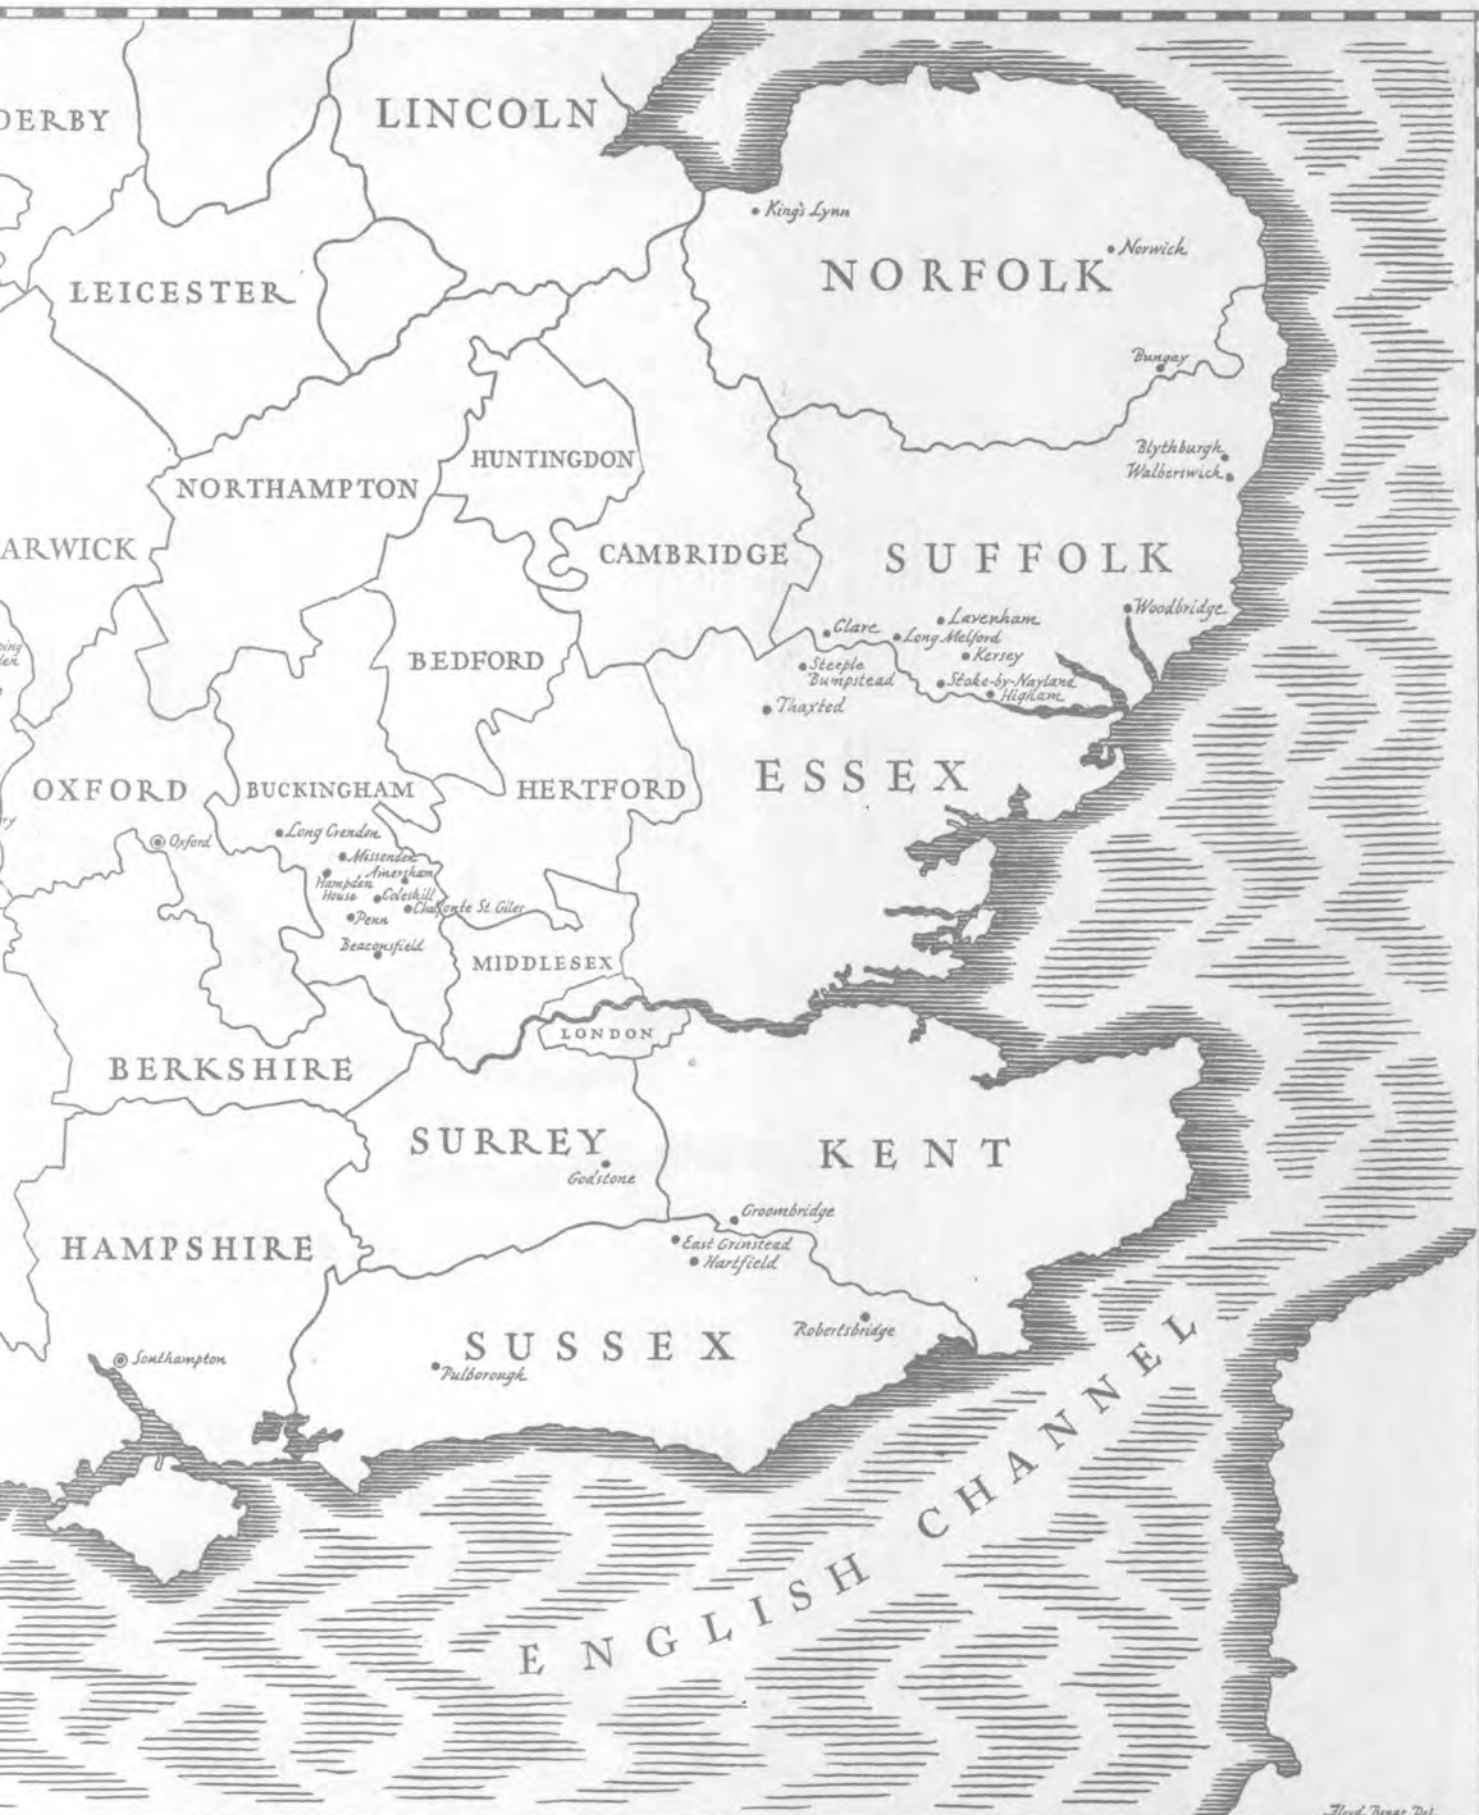 DERBY
LINCOLN
King's Lynn
Norwich
NORFOLK
LEICESTER
Bungay
Blythburgh
Walberswick
HUNTINGDON
NORTHAMPTON
ARWICK
CAMBRIDGE
SUFFOLK
Woodbridge
Lavenham
Clare
Long Melford
Kersey
BEDFORD
Steeple
Bumpstead
Stoke-by-Nayland
Higham
Thaxted
ESSEX
OXFORD
BUCKINGHAM
HERTFORD
Long Crendon
Oxford
Missenden
Amersham
Hampden
House
Coleshill
Chalfonte St. Giles
Penn
Beaconsfield
MIDDLESEX
LONDON
BERKSHIRE
SURREY
KENT
Godstone
Groombridge
HAMPSHIRE
East Grinstead
Hartfield
SUSSEX
Robertsbridge
Southampton
Pulborough
ENGLISH CHANNEL